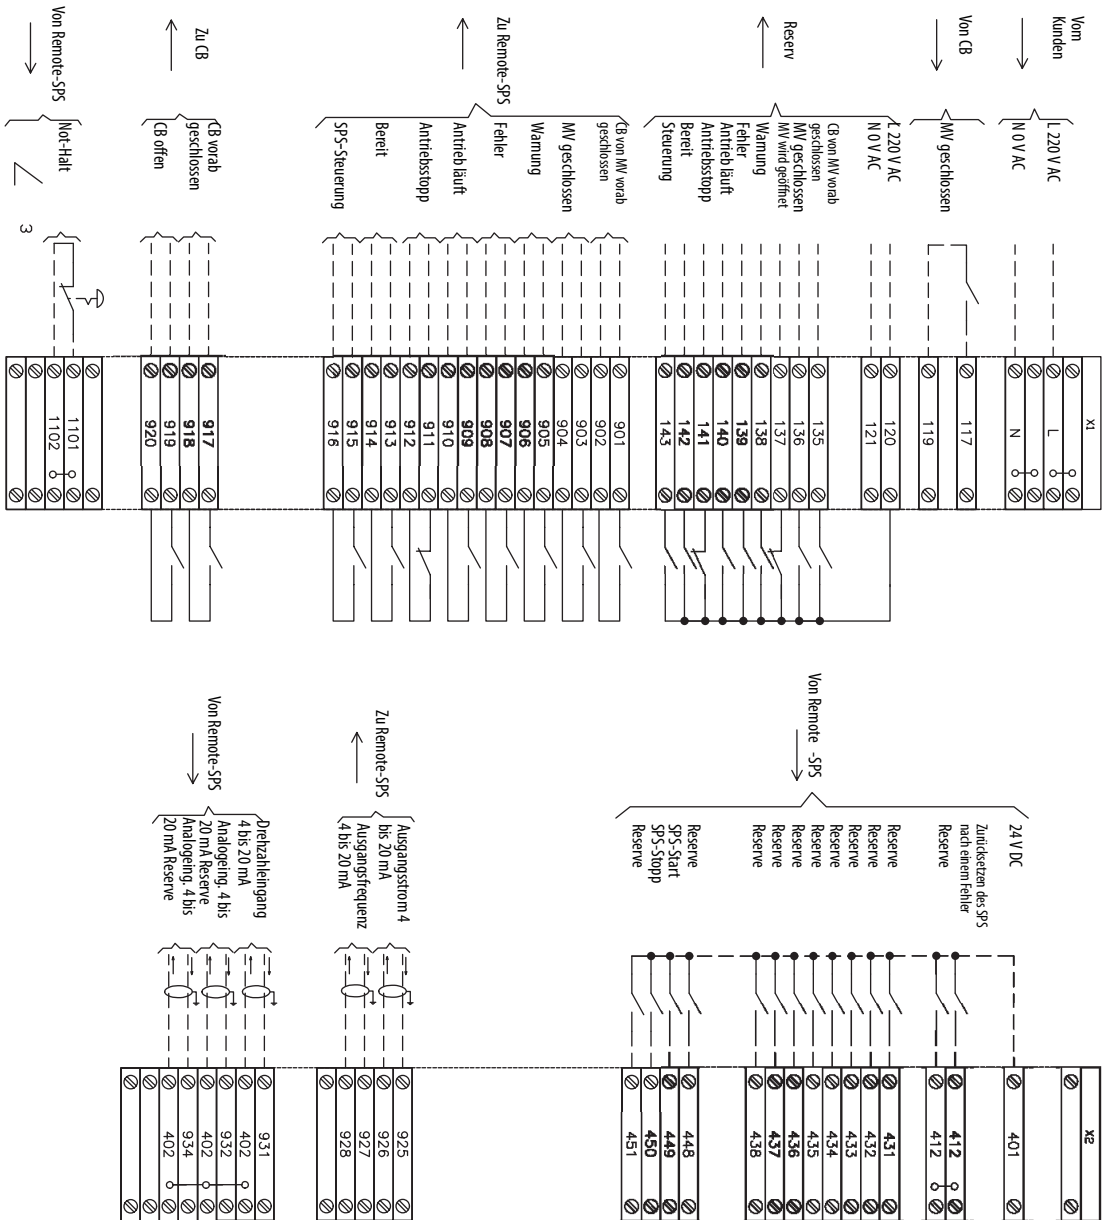 X1
Vom
Kunden
L 220 V AC
N 0 V AC
L
N
Von CB
MV geschlossen
117
119
L 220 V AC
N 0 V AC
120
121
Reserv
CB von MV vorab
geschlossen
MV geschlossen
MV wird geöffnet
Warnung
Fehler
Antrieb läuft
Antriebsstopp
Bereit
Steuerung
135
136
137
138
139
140
141
142
143
Zu Remote-SPS
CB von MV vorab
geschlossen
MV geschlossen
Warnung
Fehler
Antrieb läuft
Antriebsstopp
Bereit
SPS-Steuerung
901
902
903
904
905
906
907
908
909
910
911
912
913
914
915
916
Zu CB
CB vorab
geschlossen
CB offen
917
918
919
920
Von Remote-SPS
Not-Halt
3
1101
1102
X2
Von Remote -SPS
24 V DC
Zurücksetzen des SPS
nach einem Fehler
Reserve
401
412
412
Reserve
Reserve
Reserve
Reserve
Reserve
Reserve
Reserve
Reserve
431
432
433
434
435
436
437
438
Reserve
SPS-Start
SPS-Stopp
Reserve
448
449
450
451
Zu Remote-SPS
Ausgangsstrom 4
bis 20 mA
Ausgangsfrequenz
4 bis 20 mA
925
926
927
928
Von Remote-SPS
Drehzahleingang
4 bis 20 mA
Analogeing. 4 bis
20 mA Reserve
Analogeing. 4 bis
20 mA Reserve
931
402
932
402
934
402